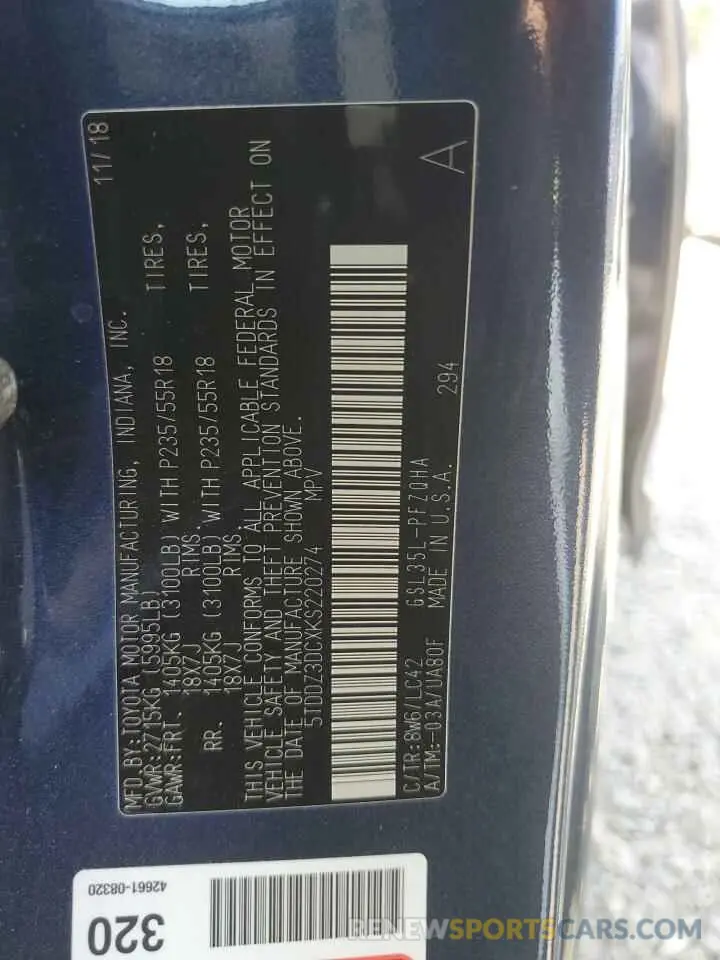 MFD.BY:TOYOTA MOTOR MANUFACTURING, INDIANA, INC. 11/18
GVWR:2715KG (5995LB)
GAWR:FRT. 1405KG (3100LB) WITH P235/55R18 TIRES,
18X7J RIMS,
RR. 1405KG (3100LB) WITH P235/55R18 TIRES,
18X7J RIMS.
THIS VEHICLE CONFORMS TO ALL APPLICABLE FEDERAL MOTOR
VEHICLE SAFETY AND THEFT PREVENTION STANDARDS IN EFFECT ON
THE DATE OF MANUFACTURE SHOWN ABOVE.
5TDDZ3DCXKS220274 MPV
C/TR:8W6/LC42 GSL35L-PFZQHA 294
A/TM:-03A/UA80F MADE IN U.S.A. A
42661-08320
320
RENEWSPORTSCARS.COM